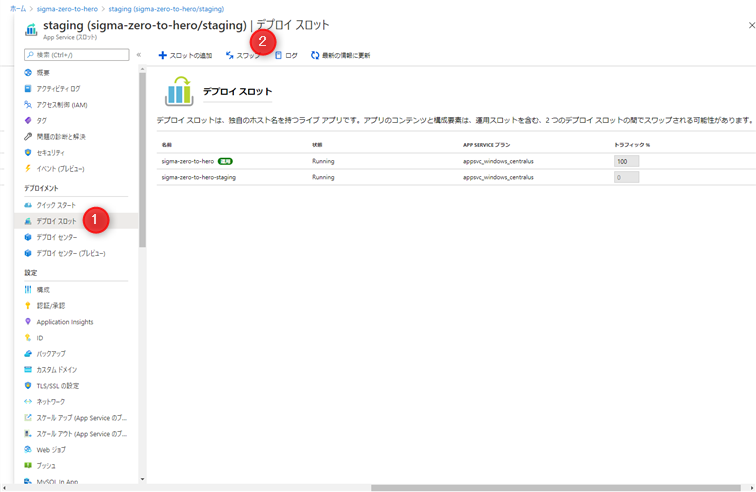 ホーム > sigma-zero-to-hero > staging (sigma-zero-to-hero/staging)
staging (sigma-zero-to-hero/staging) | デプロイ スロット
App Service (スロット)
検索 (Ctrl+/)
«
スロットの追加
スワップ
2
ログ
最新の情報に更新
概要
アクティビティ ログ
アクセス制御 (IAM)
タグ
問題の診断と解決
セキュリティ
イベント (プレビュー)
デプロイメント
クイック スタート
デプロイ スロット
1
デプロイ センター
デプロイ センター (プレビュー)
設定
構成
認証/承認
Application Insights
ID
バックアップ
カスタム ドメイン
TLS/SSL の設定
ネットワーク
スケール アップ (App Service のプ...
スケール アウト (App Service のプ...
Web ジョブ
プッシュ
MySQL In App
デプロイ スロット
デプロイ スロットは、独自のホスト名を持つライブ アプリです。アプリのコンテンツと構成要素は、運用スロットを含む、2 つのデプロイ スロットの間でスワップされる可能性があります。
名前 状態 APP SERVICE プラン トラフィック %
sigma-zero-to-hero 運用 Running appsvc_windows_centralus 100
sigma-zero-to-hero-staging Running appsvc_windows_centralus 0